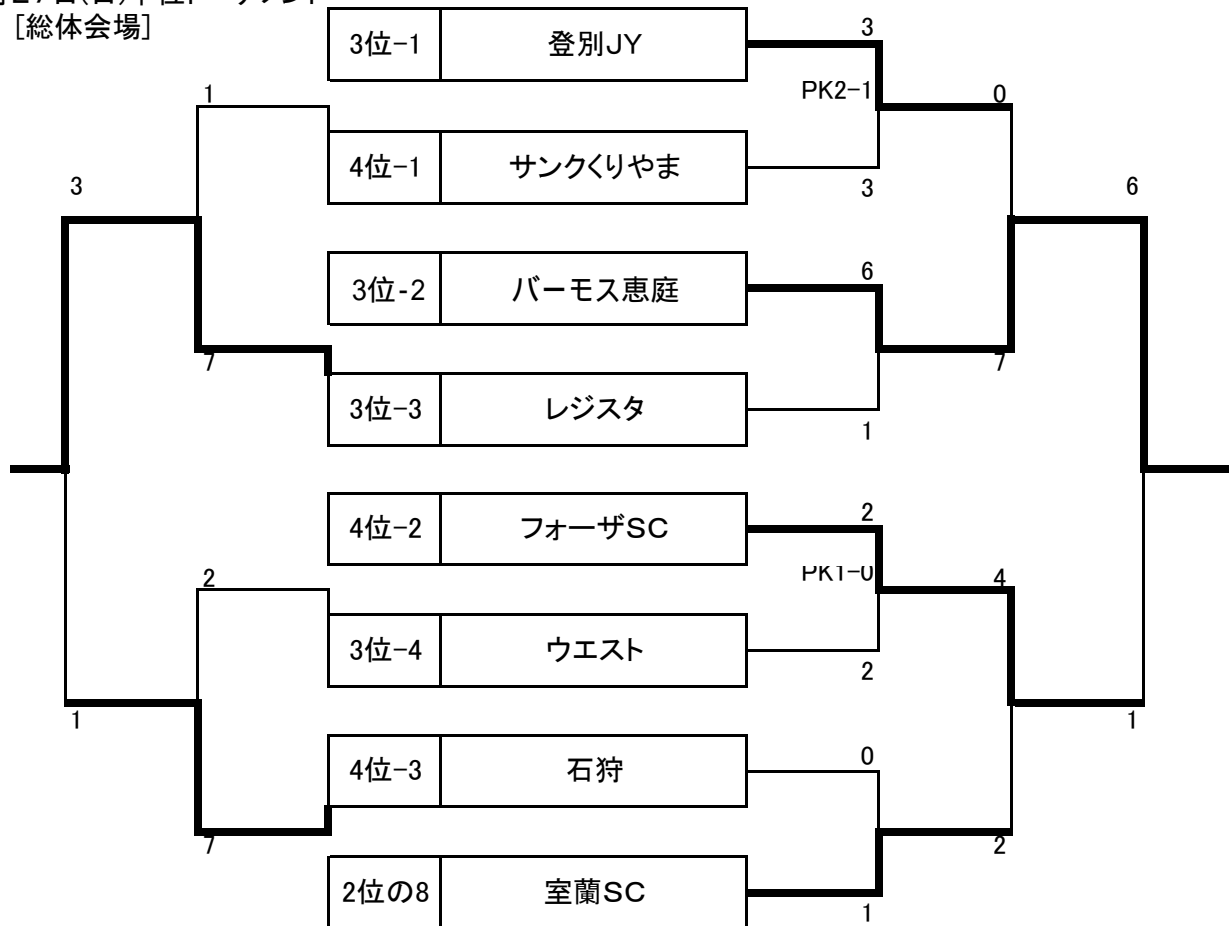 [総体会場]
3位-1 登別JY 3
PK2-1
1 0
4位-1 サンクくりやま
3 3 6
3位-2 バーモス恵庭 6
7 7
3位-3 レジスタ
1
4位-2 フォーザSC 2
PK1-0
2 4
3位-4 ウエスト
2
1 1
4位-3 石狩 0
7 2
2位の8 室蘭SC
1